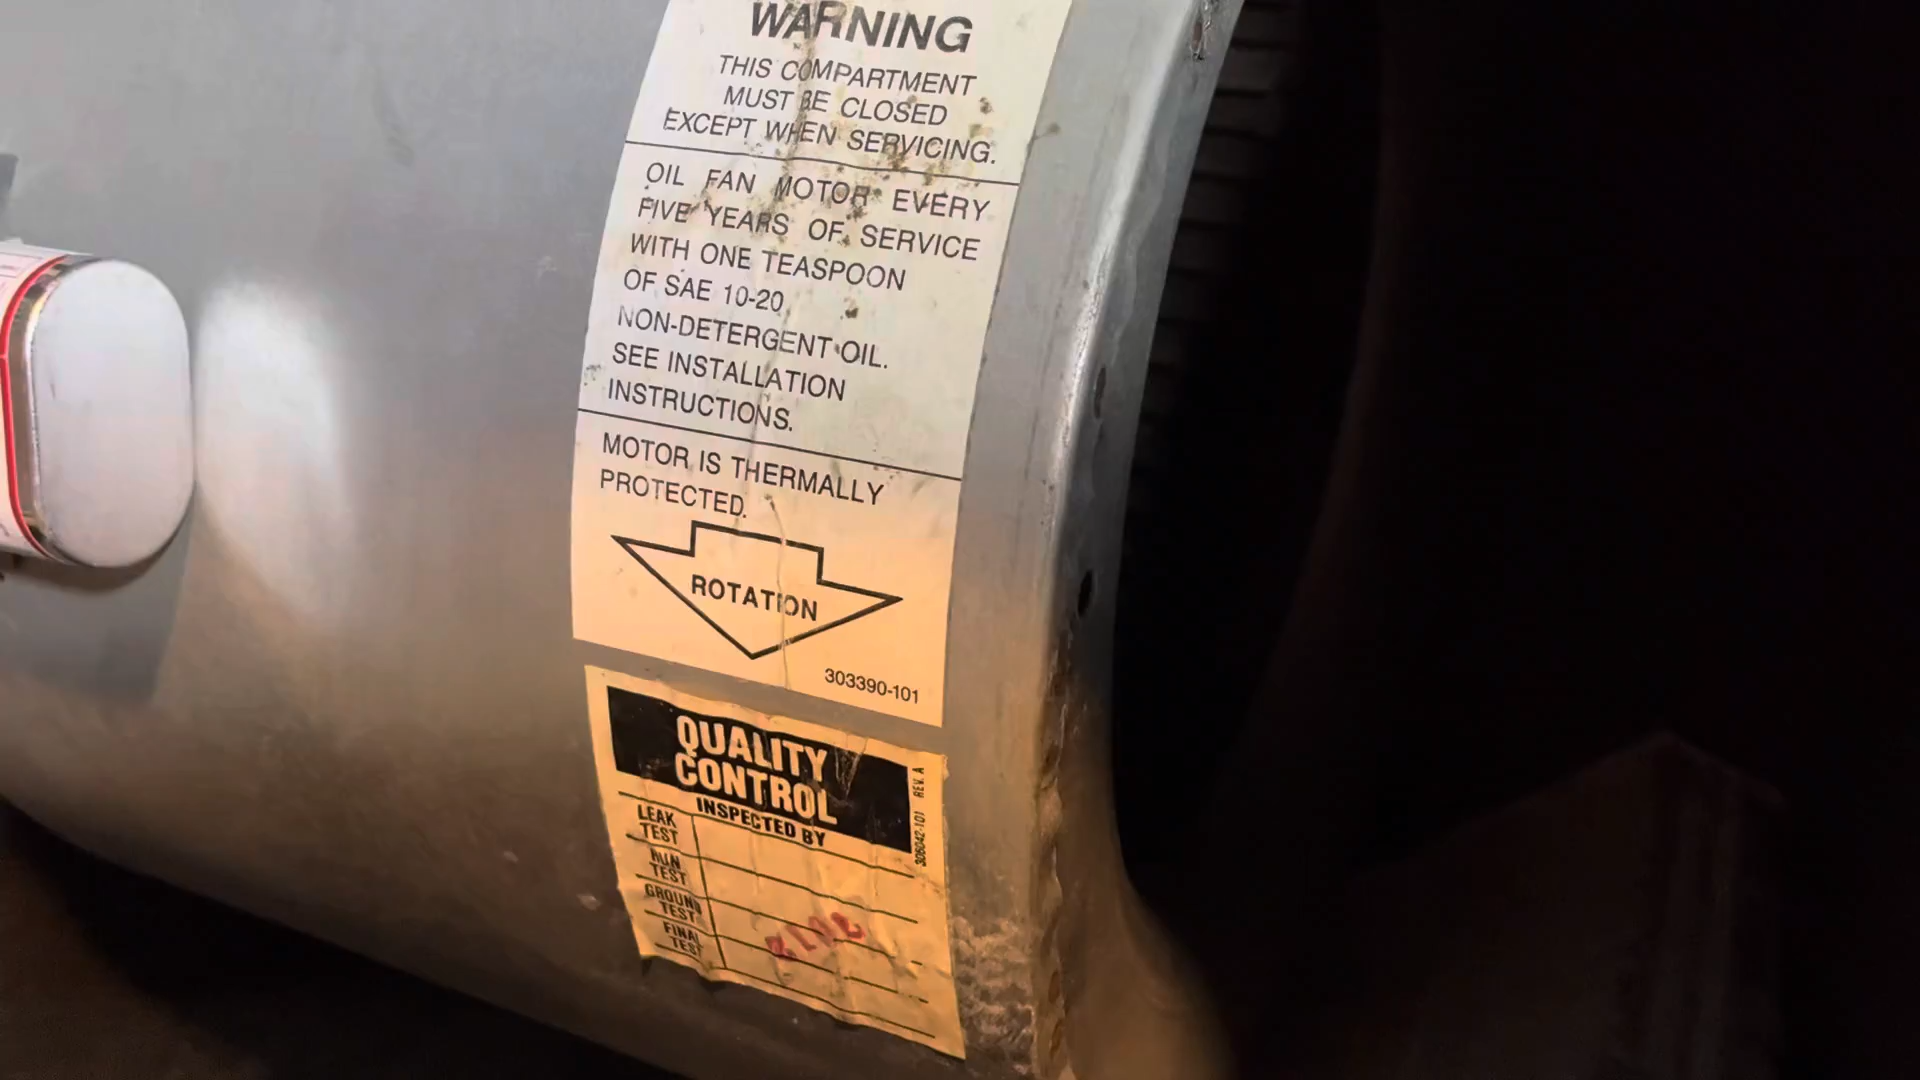 WARNING
THIS COMPARTMENT
MUST BE CLOSED
EXCEPT WHEN SERVICING.
OIL FAN MOTOR EVERY
FIVE YEARS OF SERVICE
WITH ONE TEASPOON
OF SAE 10-20
NON-DETERGENT OIL.
SEE INSTALLATION
INSTRUCTIONS.
MOTOR IS THERMALLY
PROTECTED.
ROTATION
303390-101
QUALITY
CONTROL
INSPECTED BY
306042-101 REV. A
LEAK
TEST
RUN
TEST
GROUND
TEST
FINAL
TEST